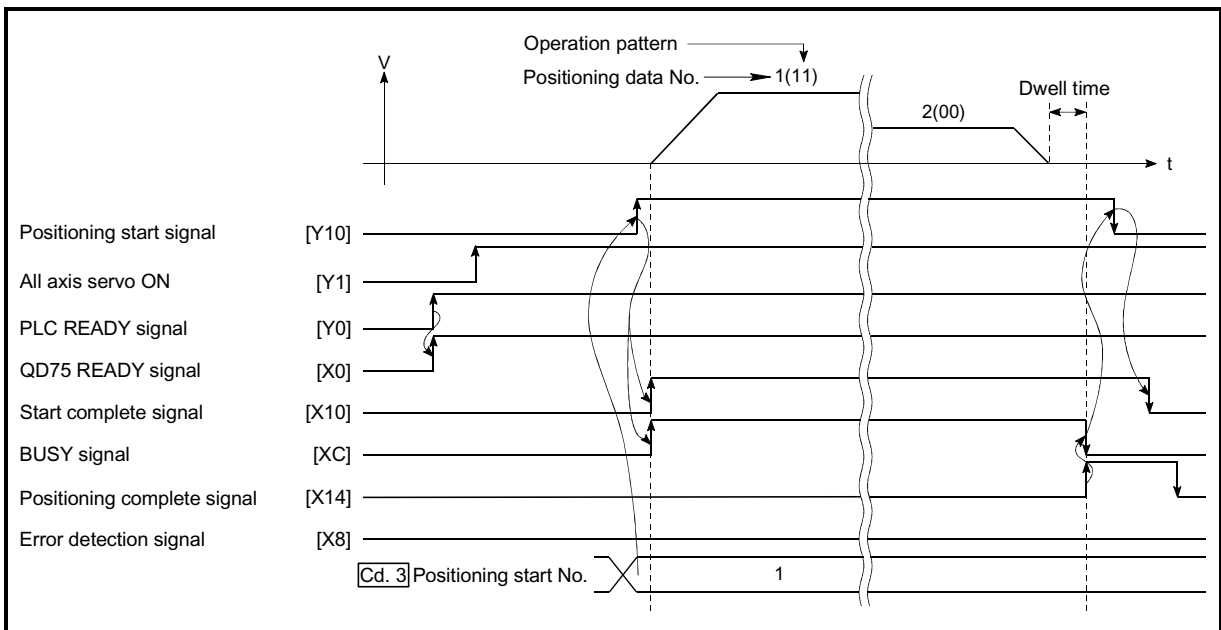 Operation pattern
V
Positioning data No. 1(11)
Dwell time
2(00)
t
Positioning start signal [Y10]
All axis servo ON [Y1]
PLC READY signal [Y0]
QD75 READY signal [X0]
Start complete signal [X10]
BUSY signal [XC]
Positioning complete signal [X14]
Error detection signal [X8]
Cd. 3 Positioning start No. 1